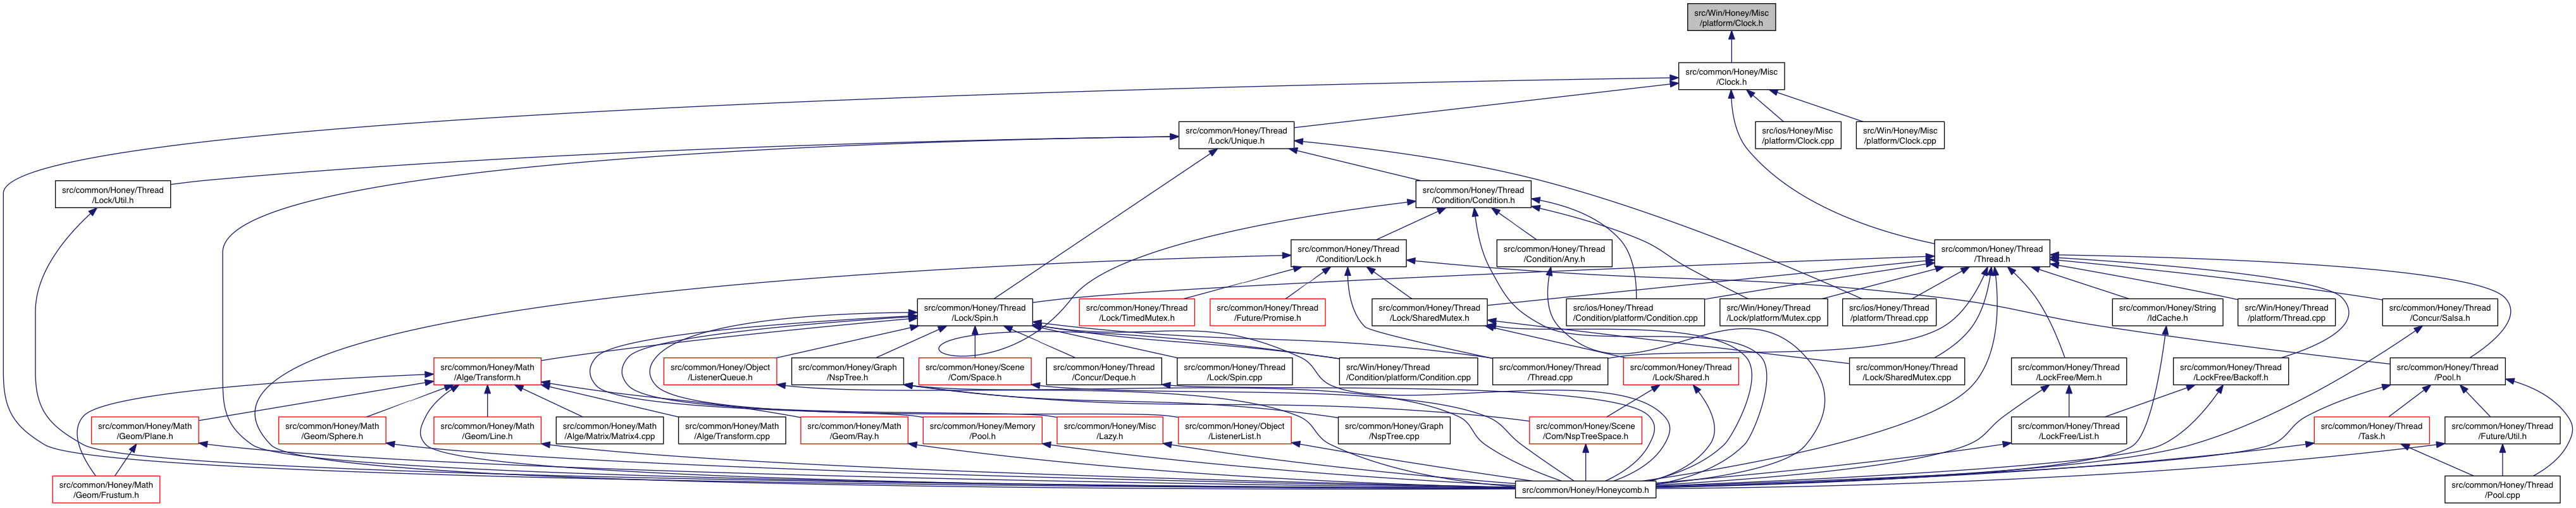 src/Win/Honey/Misc
/platform/Clock.h
src/common/Honey/Misc
/Clock.h
src/common/Honey/Thread
/Lock/Unique.h
src/ios/Honey/Misc
/platform/Clock.cpp
src/Win/Honey/Misc
/platform/Clock.cpp
src/common/Honey/Thread
/Lock/Util.h
src/common/Honey/Thread
/Condition/Condition.h
src/common/Honey/Thread
/Condition/Lock.h
src/common/Honey/Thread
/Condition/Any.h
src/common/Honey/Thread
/Thread.h
src/common/Honey/Thread
/Lock/Spin.h
src/common/Honey/Thread
/Lock/TimedMutex.h
src/common/Honey/Thread
/Future/Promise.h
src/common/Honey/Thread
/Lock/SharedMutex.h
src/ios/Honey/Thread
/Condition/platform/Condition.cpp
src/Win/Honey/Thread
/Lock/platform/Mutex.cpp
src/ios/Honey/Thread
/platform/Thread.cpp
src/common/Honey/String
/IdCache.h
src/Win/Honey/Thread
/platform/Thread.cpp
src/common/Honey/Thread
/Concur/Salsa.h
src/common/Honey/Math
/Alge/Transform.h
src/common/Honey/Object
/ListenerQueue.h
src/common/Honey/Graph
/NspTree.h
src/common/Honey/Scene
/Com/Space.h
src/common/Honey/Thread
/Concur/Deque.h
src/common/Honey/Thread
/Lock/Spin.cpp
src/Win/Honey/Thread
/Condition/platform/Condition.cpp
src/common/Honey/Thread
/Thread.cpp
src/common/Honey/Thread
/Lock/Shared.h
src/common/Honey/Thread
/Lock/SharedMutex.cpp
src/common/Honey/Thread
/LockFree/Mem.h
src/common/Honey/Thread
/LockFree/Backoff.h
src/common/Honey/Thread
/Pool.h
src/common/Honey/Math
/Geom/Plane.h
src/common/Honey/Math
/Geom/Sphere.h
src/common/Honey/Math
/Geom/Line.h
src/common/Honey/Math
/Alge/Matrix/Matrix4.cpp
src/common/Honey/Math
/Alge/Transform.cpp
src/common/Honey/Math
/Geom/Ray.h
src/common/Honey/Memory
/Pool.h
src/common/Honey/Misc
/Lazy.h
src/common/Honey/Object
/ListenerList.h
src/common/Honey/Graph
/NspTree.cpp
src/common/Honey/Scene
/Com/NspTreeSpace.h
src/common/Honey/Thread
/LockFree/List.h
src/common/Honey/Thread
/Task.h
src/common/Honey/Thread
/Future/Util.h
src/common/Honey/Math
/Geom/Frustum.h
src/common/Honey/Honeycomb.h
src/common/Honey/Thread
/Pool.cpp